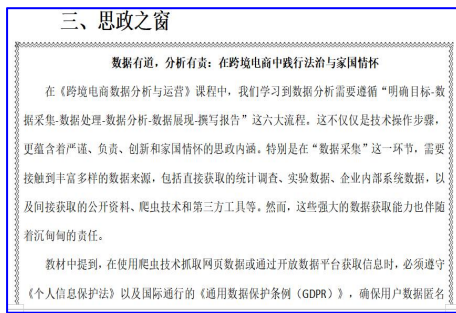 三、思政之窗
数据有道，分析有责：在跨境电商中践行法治与家国情怀
在《跨境电商数据分析与运营》课程中，我们学习到数据分析需要遵循“明确目标-数
据采集-数据处理-数据分析-数据展现-撰写报告”这六大流程。这不仅仅是技术操作步骤，
更蕴含着严谨、负责、创新和家国情怀的思政内涵。特别是在“数据采集”这一环节，需要
接触到丰富多样的数据来源，包括直接获取的统计调查、实验数据、企业内部系统数据，以
及间接获取的公开资料、爬虫技术和第三方工具等。然而，这些强大的数据获取能力也伴随
着沉甸甸的责任。
教材中提到，在使用爬虫技术抓取网页数据或通过开放数据平台获取信息时，必须遵守
《个人信息保护法》以及国际通行的《通用数据保护条例（GDPR）》，确保用户数据匿名